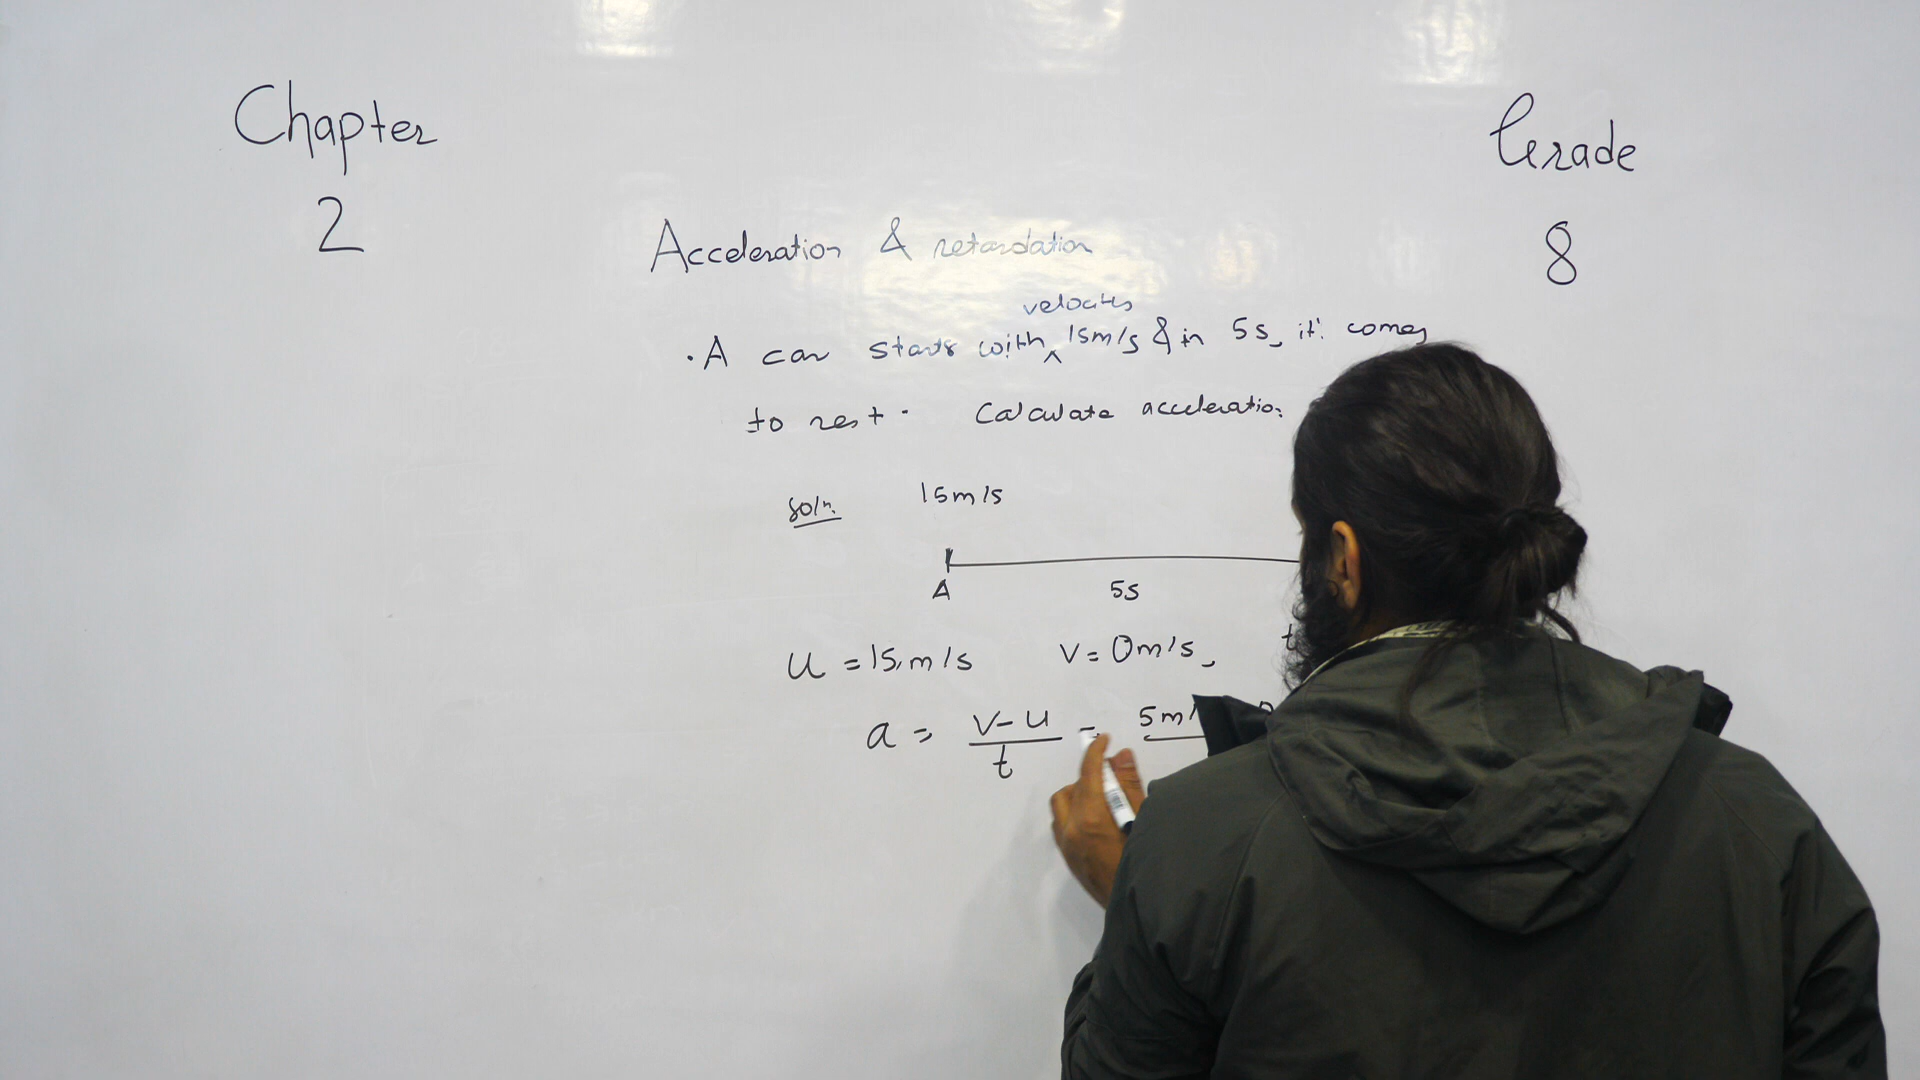 Chapter
2
Grade
8
Acceleration & retardation
velocity
. A car starts with ^ 15m/s & in 5s, it comes
to rest. Calculate acceleration
Soln.
15m/s
A
5s
u = 15m/s v = 0m/s,
t
a = v-u / t = 5m/